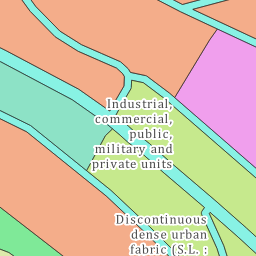 Industrial,
commercial,
public,
military and
private units
Discontinuous
dense urban
fabric (S.L. :